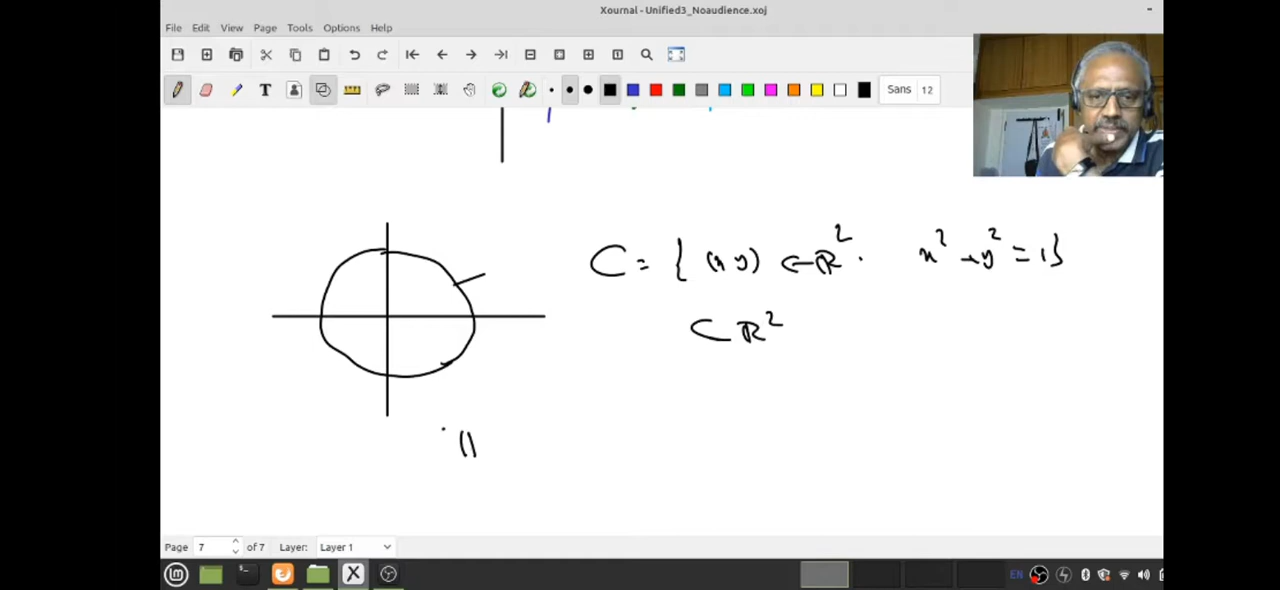 Xournal - Unified3_Noaudience.xoj
File Edit View Page Tools Options Help
Sans 12
C = { (x y) ∈ ℝ² · x² + y² = 1}
⊂ ℝ²
Page 7 of 7 Layer: Layer 1
EN